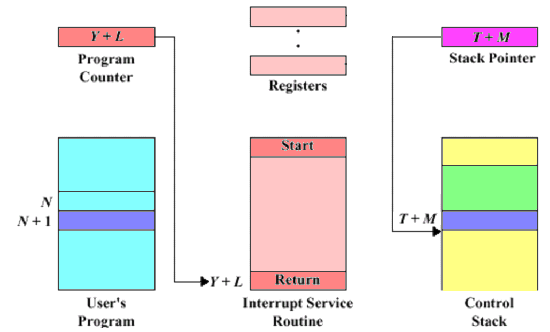 Y + L
Program
Counter
Registers
T + M
Stack Pointer
N
N + 1
User's
Program
Start
Return
Y + L
Interrupt Service
Routine
T + M
Control
Stack